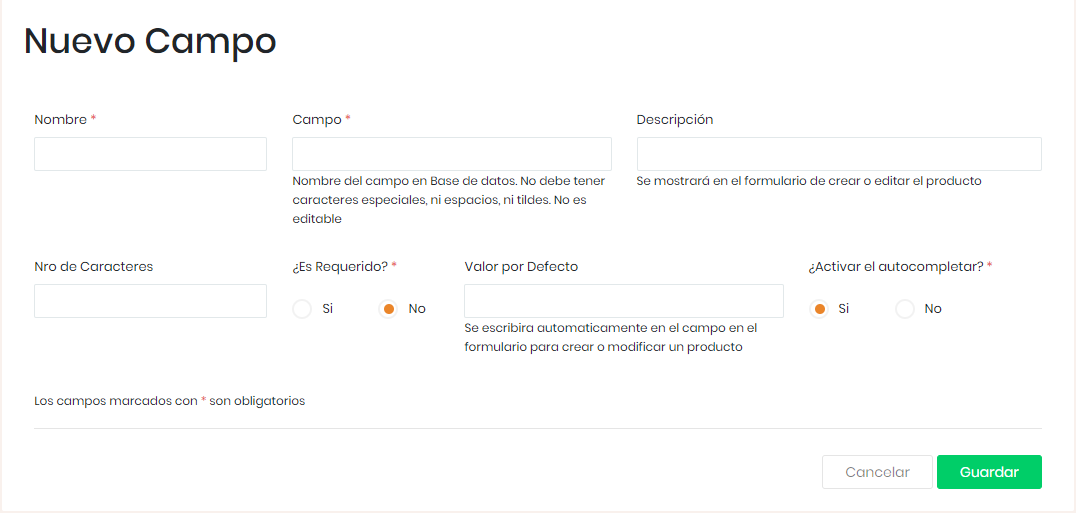 Nuevo Campo
Nombre *
Campo *
Descripción
Nombre del campo en Base de datos. No debe tener
caracteres especiales, ni espacios, ni tildes. No es
editable
Se mostrará en el formulario de crear o editar el producto
Nro de Caracteres
¿Es Requerido? *
Valor por Defecto
¿Activar el autocompletar? *
Si
No
Si
No
Se escribira automaticamente en el campo en el
formulario para crear o modificar un producto
Los campos marcados con * son obligatorios
Cancelar
Guardar